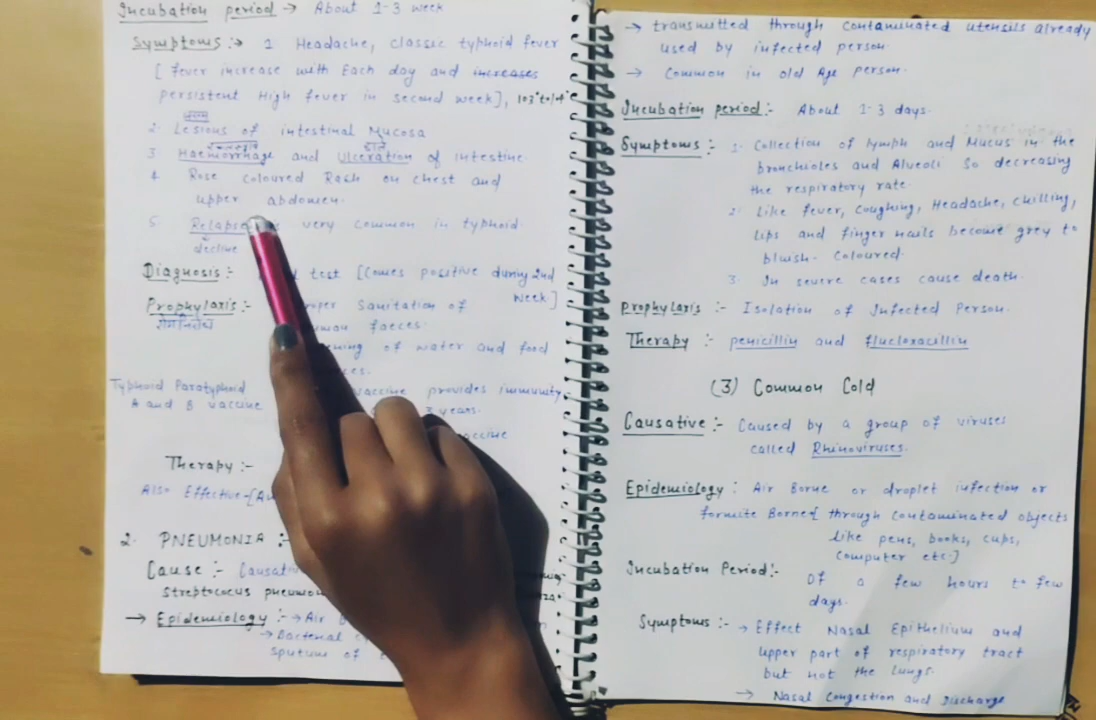 Incubation period → About 1-3 week
Symptoms :→ 1. Headache, classic typhoid fever
[ fever increase with Each day and increases
persistent High fever in second week], 103° to 104°
2. Lesions of intestinal Mucosa
3. Haemorrhage and Ulceration of intestine.
4. Rose coloured Rash on chest and
upper abdomen.
5. Relapse very common in typhoid.
decline
Diagnosis :- test [Comes positive during 2nd
week]
Prophylaxis :- Sanitation of
faeces.
of water and food
Typhoid Paratyphoid vaccine provides immunity
A and B vaccine 3 years.
vaccine
Therapy :-
Also Effective-
2. PNEUMONIA :-
Cause :-
Streptococus
→ Epidemiology :- → Air
→ Bacterial
sputum of
→ transmitted through contaminated utensils already
used by infected person.
→ Common in old Age person.
Incubation period :- About 1-3 days.
Symptoms :- 1. Collection of lymph and Mucus in the
bronchioles and Alveoli so decreasing
the respiratory rate.
2. Like fever, coughing, Headache, chilling,
lips and finger nails become grey to
bluish. Coloured.
3. In severe cases cause death.
prophylaxis :- Isolation of Infected Person.
Therapy :- penicillin and flucloxacillin
(3) Common Cold
Causative :- Caused by a group of viruses
called Rhinoviruses.
Epidemiology : Air Borne or droplet infection or
formite Borne[ through contaminated objects
like pens, books, cups,
computer etc.]
Incubation Period :- Of a few hours to few
days.
Symptoms :- → Effect Nasal Epithelium and
upper part of respiratory tract
but not the lungs.
→ Nasal Congestion and Discharge